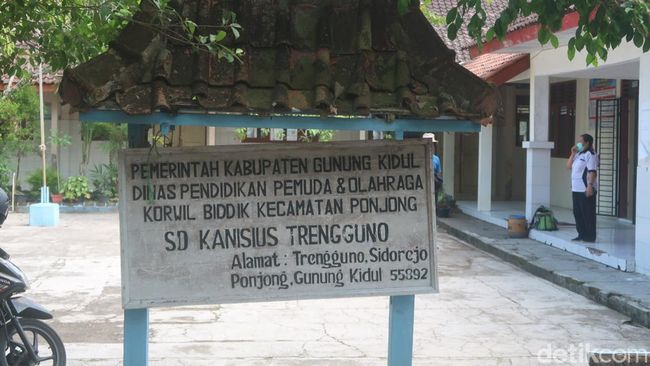 PEMERINTAH KABUPATEN GUNUNG KIDUL
DINAS PENDIDIKAN PEMUDA & OLAHRAGA
KORWIL BIDDIK KECAMATAN PONJONG
SD KANISIUS TRENGGUNO
Alamat : Trengguno, Sidorejo
Ponjong, Gunung Kidul 55892
detikcom